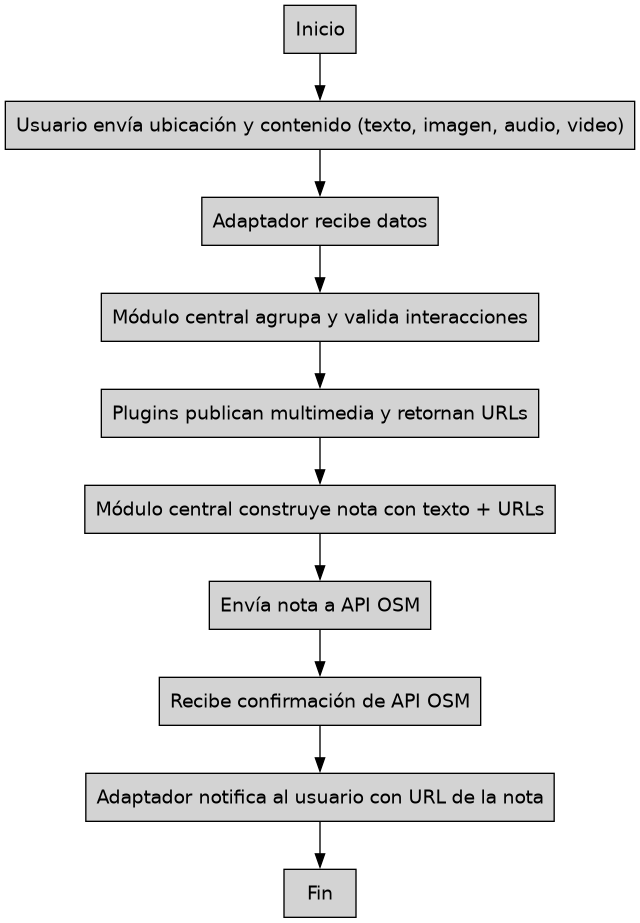 Inicio
Usuario envía ubicación y contenido (texto, imagen, audio, video)
Adaptador recibe datos
Módulo central agrupa y valida interacciones
Plugins publican multimedia y retornan URLs
Módulo central construye nota con texto + URLs
Envía nota a API OSM
Recibe confirmación de API OSM
Adaptador notifica al usuario con URL de la nota
Fin